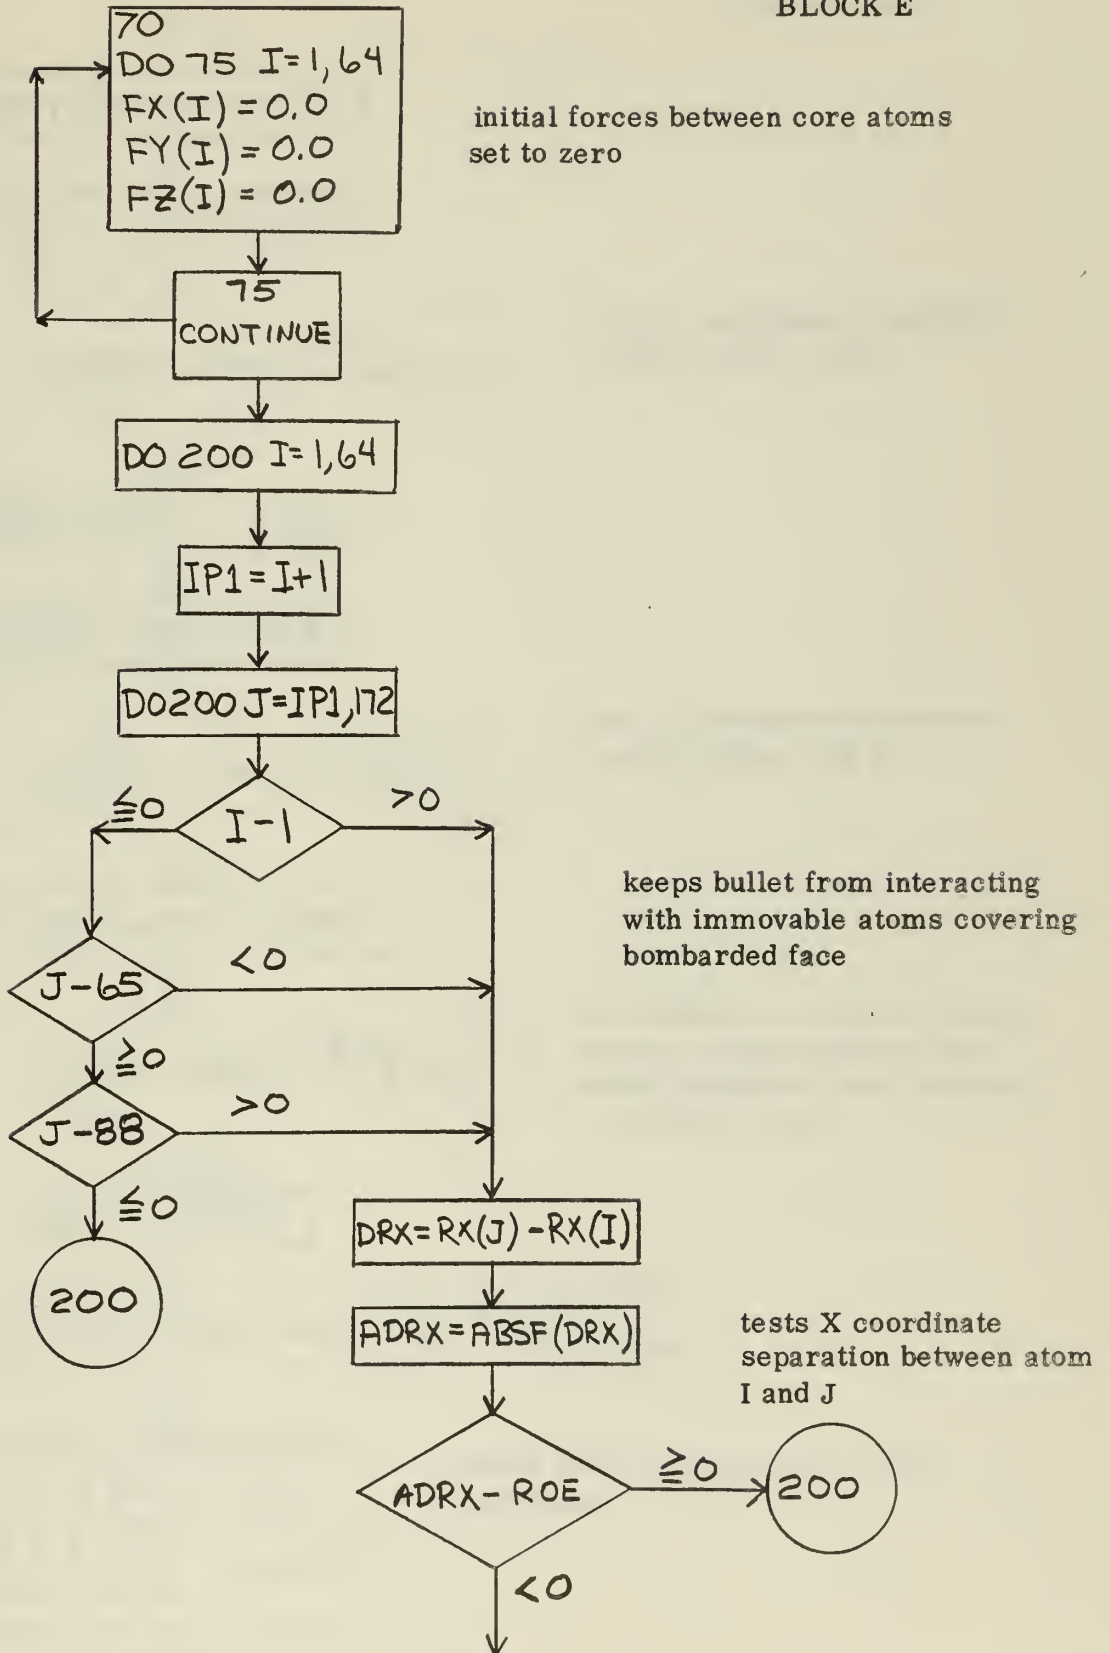 BLOCK E
70
DO 75 I=1,64
FX(I) = 0.0
FY(I) = 0.0
FZ(I) = 0.0
initial forces between core atoms
set to zero
75
CONTINUE
DO 200 I=1,64
IP1=I+1
DO200 J=IP1,172
≦0
I-1
>0
keeps bullet from interacting
with immovable atoms covering
bombarded face
J-65
<0
≧0
J-88
>0
≦0
200
DRX=RX(J)-RX(I)
ADRX=ABSF(DRX)
tests X coordinate
separation between atom
I and J
ADRX-ROE
≧0
200
<0